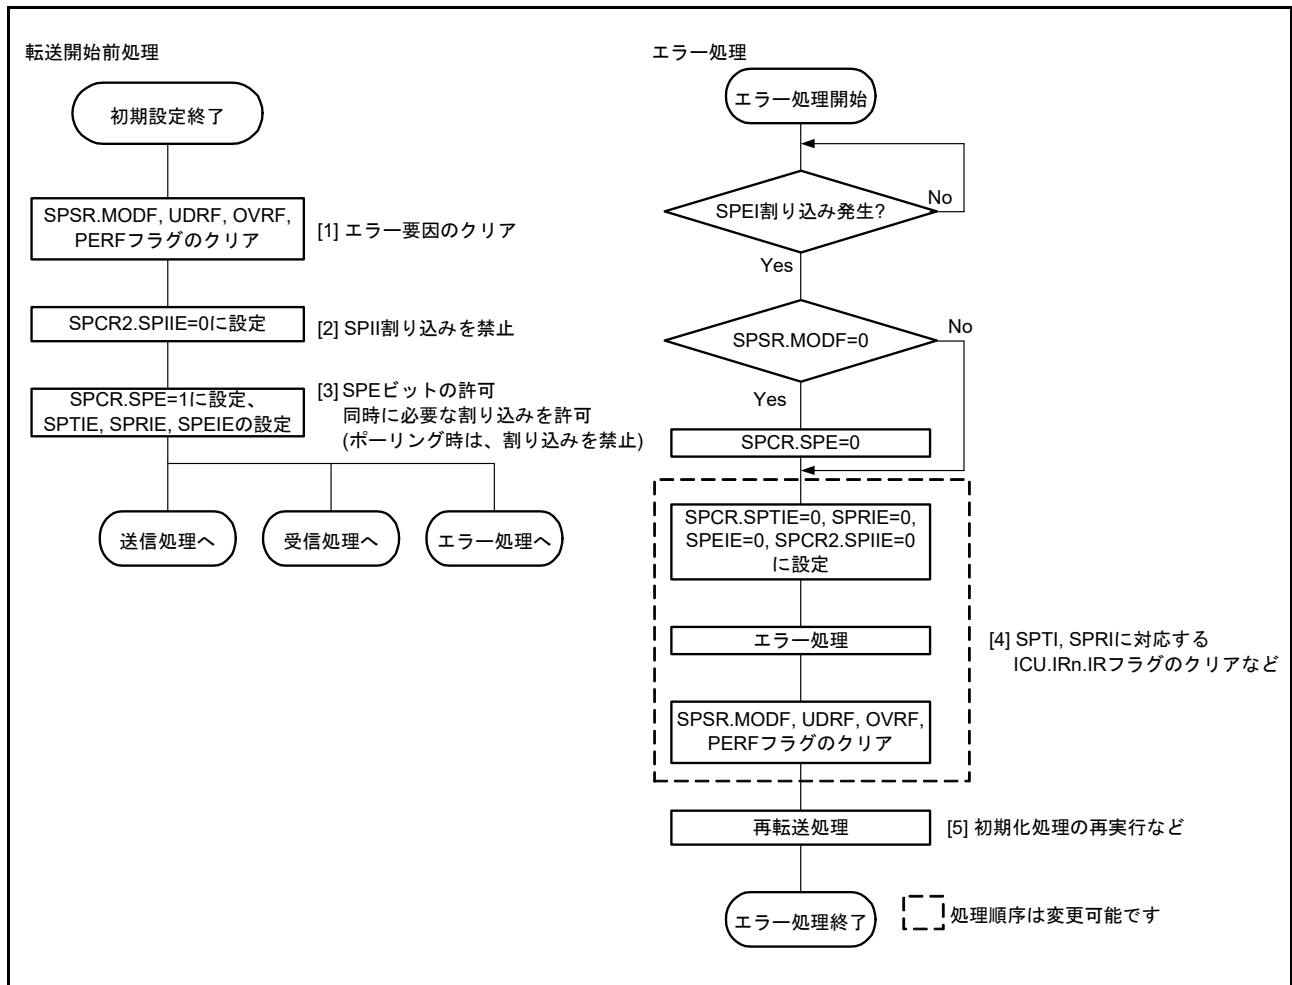 転送開始前処理
初期設定終了
SPSR.MODF, UDRF, OVRF,
PERFフラグのクリア
[1] エラー要因のクリア
SPCR2.SPIIE=0に設定
[2] SPII割り込みを禁止
SPCR.SPE=1に設定、
SPTIE, SPRIE, SPEIEの設定
[3] SPEビットの許可
同時に必要な割り込みを許可
(ポーリング時は、割り込みを禁止)
送信処理へ
受信処理へ
エラー処理へ
エラー処理
エラー処理開始
SPEI割り込み発生?
No
Yes
SPSR.MODF=0
No
Yes
SPCR.SPE=0
SPCR.SPTIE=0, SPRIE=0,
SPEIE=0, SPCR2.SPIIE=0
に設定
エラー処理
[4] SPTI, SPRIに対応する
ICU.IRn.IRフラグのクリアなど
SPSR.MODF, UDRF, OVRF,
PERFフラグのクリア
再転送処理
[5] 初期化処理の再実行など
エラー処理終了
処理順序は変更可能です